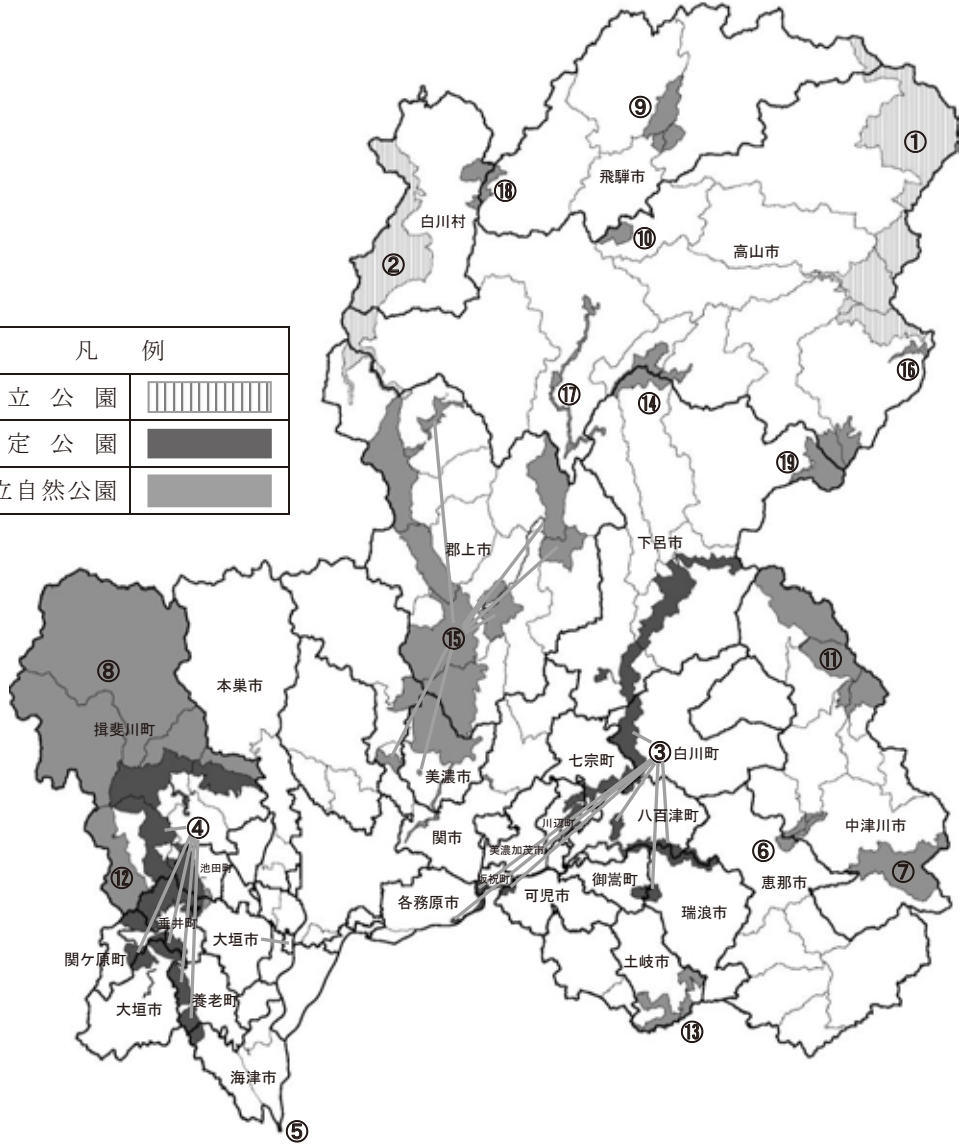 凡　例
立公園
定公園
立自然公園
①
②
③
④
⑤
⑥
⑦
⑧
⑨
⑩
⑪
⑫
⑬
⑭
⑮
⑯
⑰
⑱
⑲
飛騨市
白川村
高山市
下呂市
郡上市
本巣市
揖斐川町
美濃市
七宗町
白川町
八百津町
川辺町
美濃加茂市
坂祝町
関市
中津川市
恵那市
池田町
垂井町
大垣市
各務原市
可児市
御嵩町
瑞浪市
土岐市
関ケ原町
大垣市
養老町
海津市